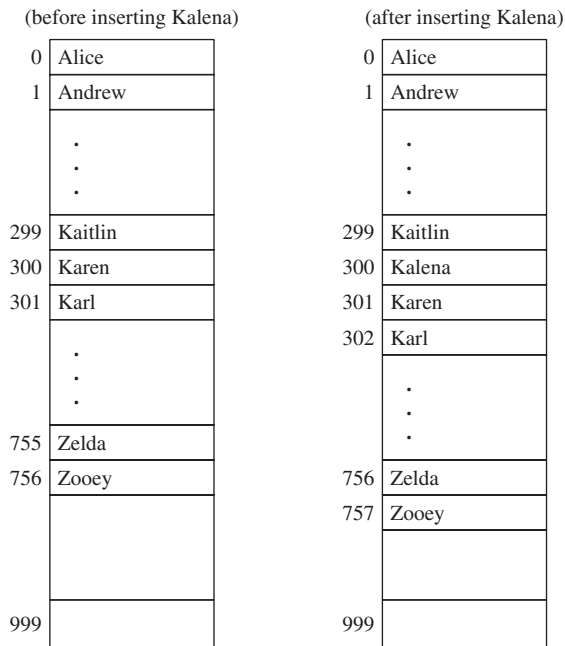 (before inserting Kalena)
0 Alice
1 Andrew
.
.
.
299 Kaitlin
300 Karen
301 Karl
.
.
.
755 Zelda
756 Zooey
999
(after inserting Kalena)
0 Alice
1 Andrew
.
.
.
299 Kaitlin
300 Kalena
301 Karen
302 Karl
.
.
.
756 Zelda
757 Zooey
999